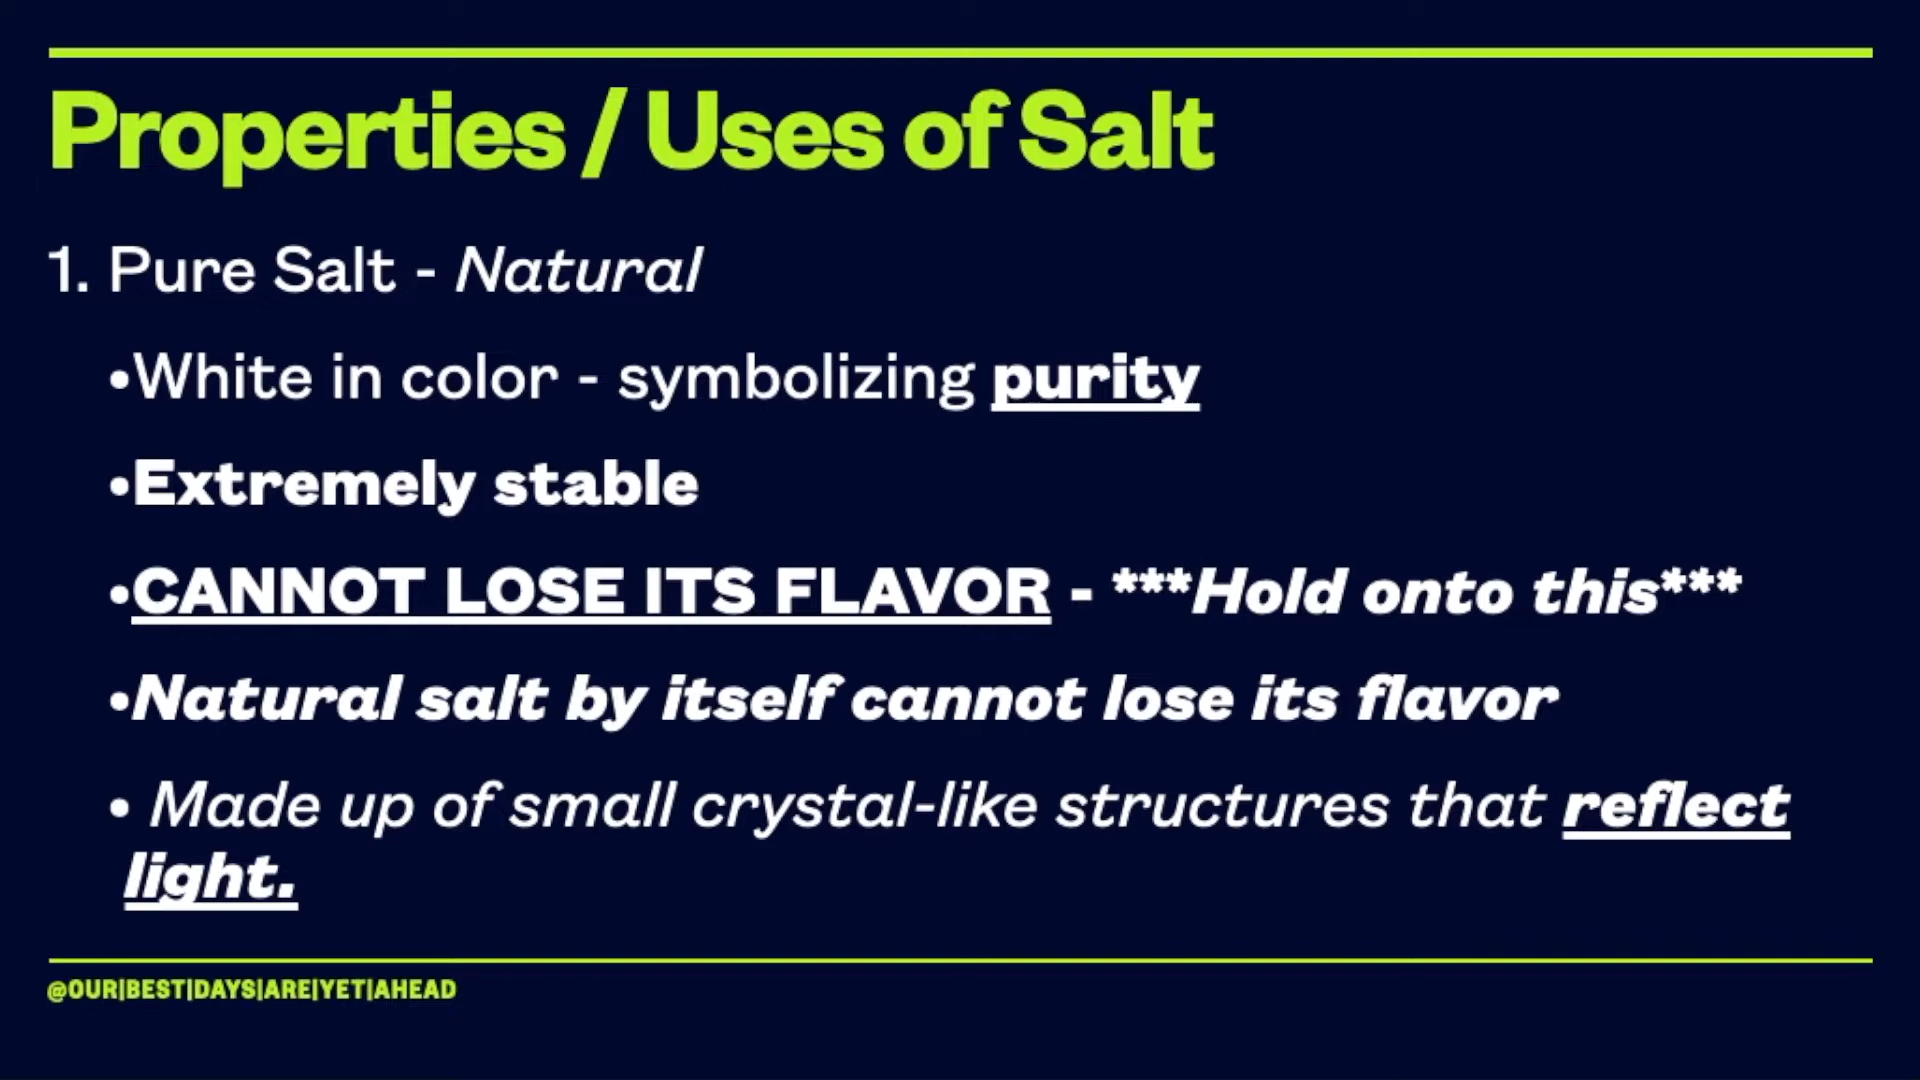 Properties / Uses of Salt
1. Pure Salt - Natural
•White in color - symbolizing purity
•Extremely stable
•CANNOT LOSE ITS FLAVOR - ***Hold onto this***
•Natural salt by itself cannot lose its flavor
• Made up of small crystal-like structures that reflect
light.
@OUR|BEST|DAYS|ARE|YET|AHEAD